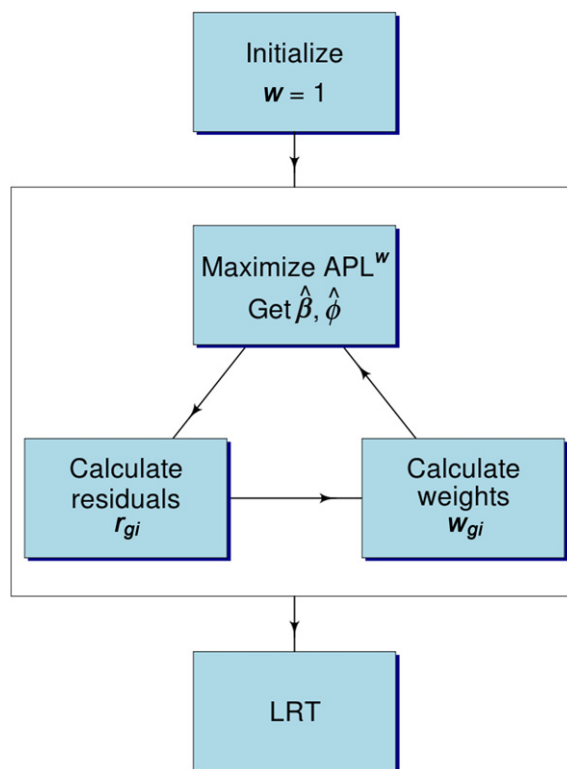 Initialize
w = 1
Maximize APL^w
Get β̂, ϕ̂
Calculate
residuals
r_gi
Calculate
weights
w_gi
LRT